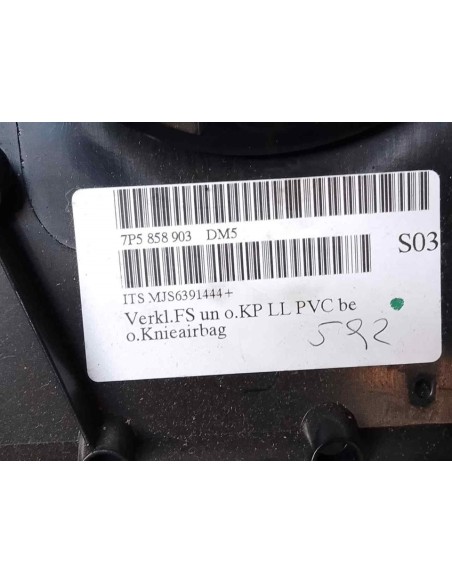 7P5 858 903 DM5
S03
ITS MJS6391444+
Verkl.FS un o.KP LL PVC be
o.Knieairbag
592